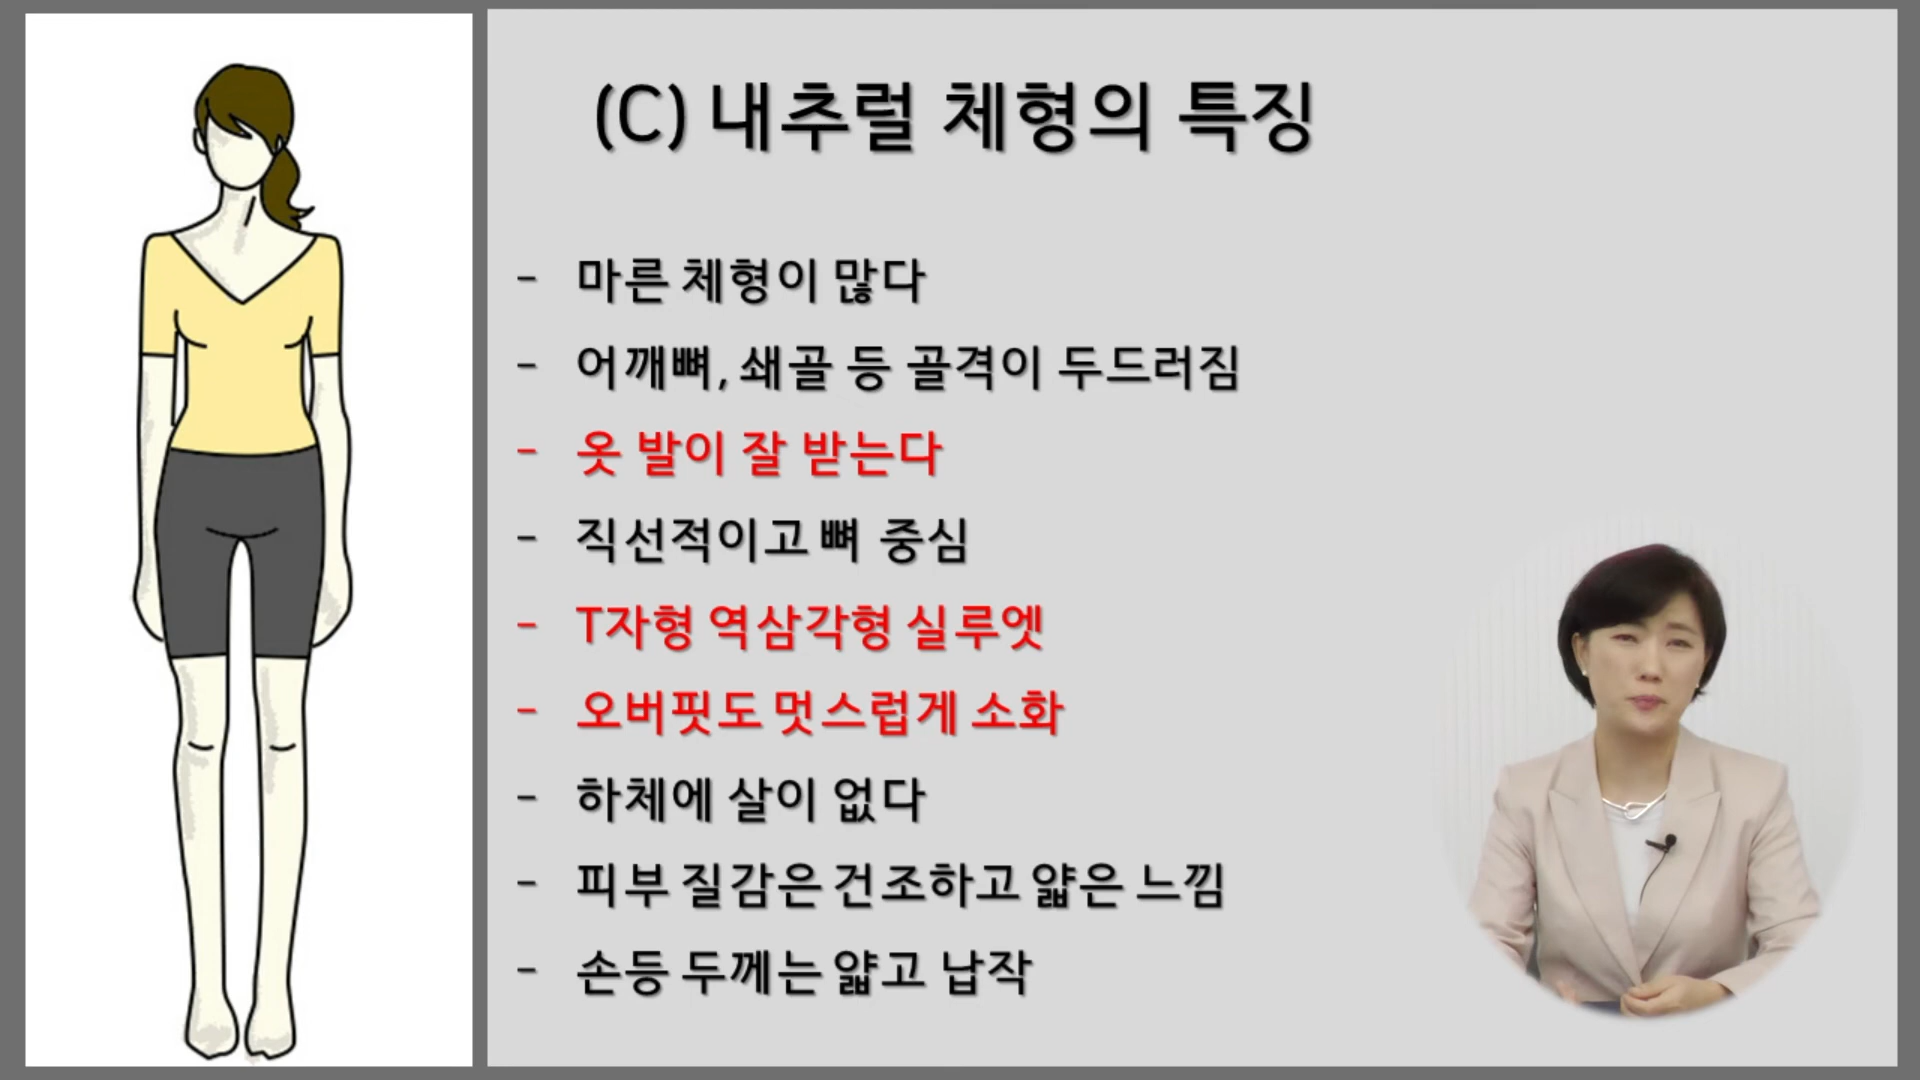 (C) 내추럴 체형의 특징
- 마른 체형이 많다
- 어깨뼈, 쇄골 등 골격이 두드러짐
- 옷 발이 잘 받는다
- 직선적이고 뼈 중심
- T자형 역삼각형 실루엣
- 오버핏도 멋스럽게 소화
- 하체에 살이 없다
- 피부 질감은 건조하고 얇은 느낌
- 손등 두께는 얇고 납작